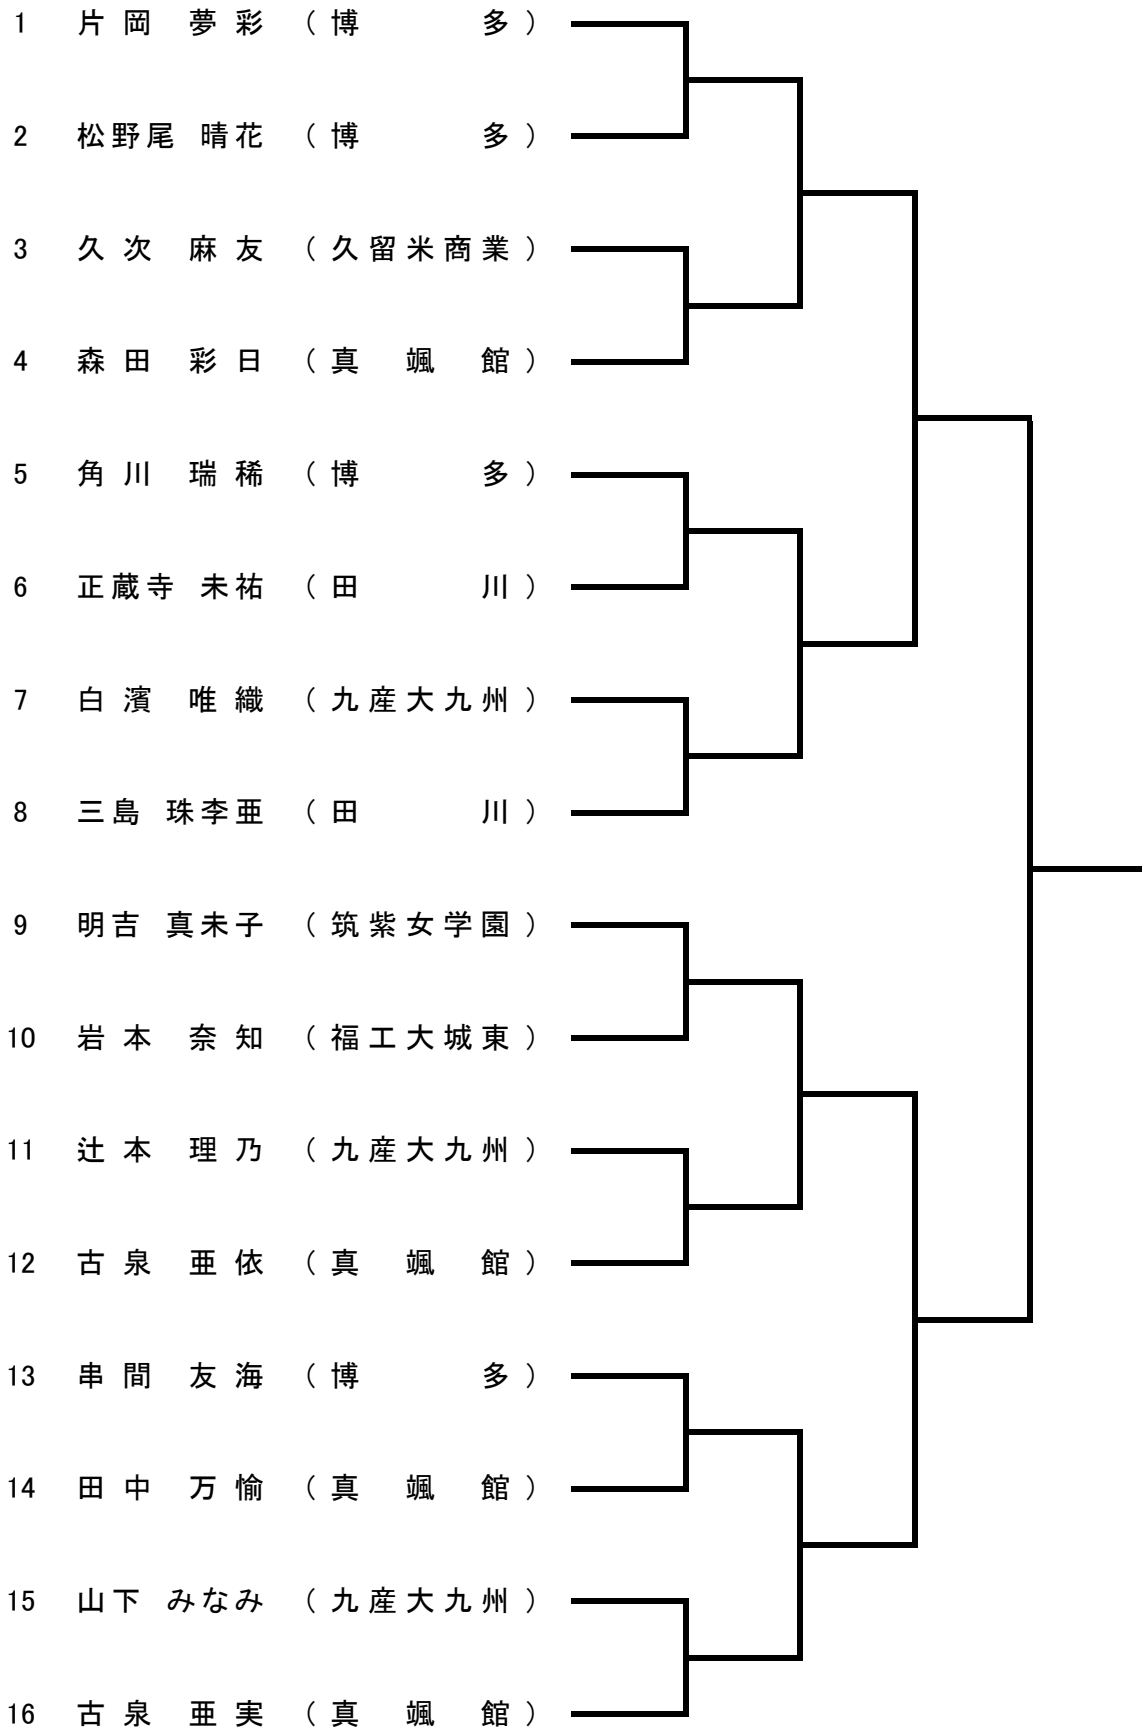 1 片岡 夢彩 (博 多)
2 松野尾 晴花 (博 多)
3 久次 麻友 (久留米商業)
4 森田 彩日 (真 颯 館)
5 角川 瑞稀 (博 多)
6 正蔵寺 未祐 (田 川)
7 白濱 唯織 (九産大九州)
8 三島 珠李亜 (田 川)
9 明吉 真未子 (筑紫女学園)
10 岩本 奈知 (福工大城東)
11 辻本 理乃 (九産大九州)
12 古泉 亜依 (真 颯 館)
13 串間 友海 (博 多)
14 田中 万愉 (真 颯 館)
15 山下 みなみ (九産大九州)
16 古泉 亜実 (真 颯 館)